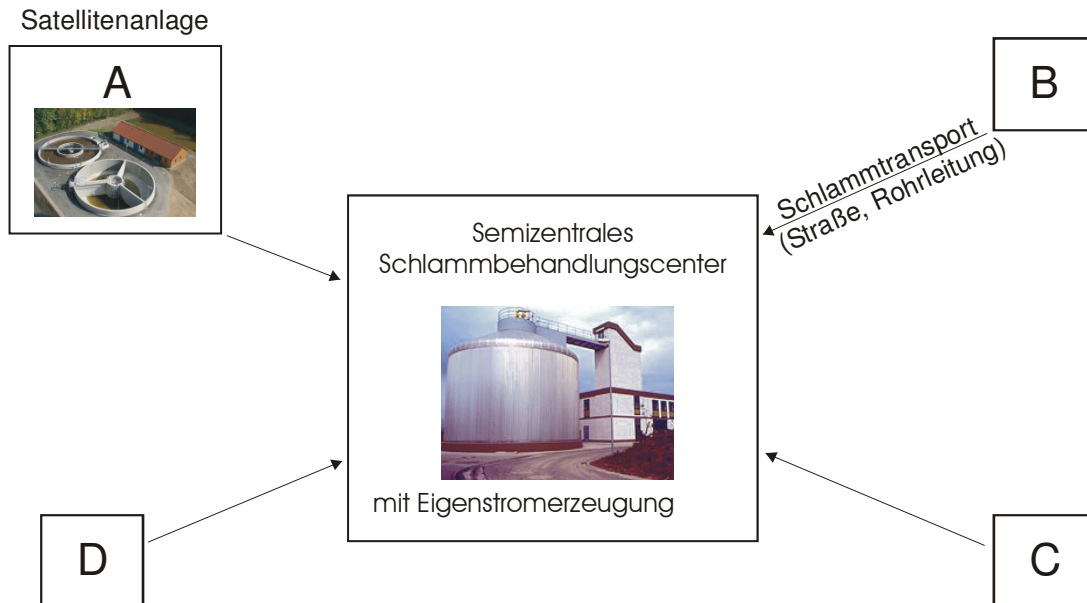 Satellitenanlage
A
B
Schlammtransport
(Straße, Rohrleitung)
Semizentrales
Schlammbehandlungscenter
mit Eigenstromerzeugung
D
C